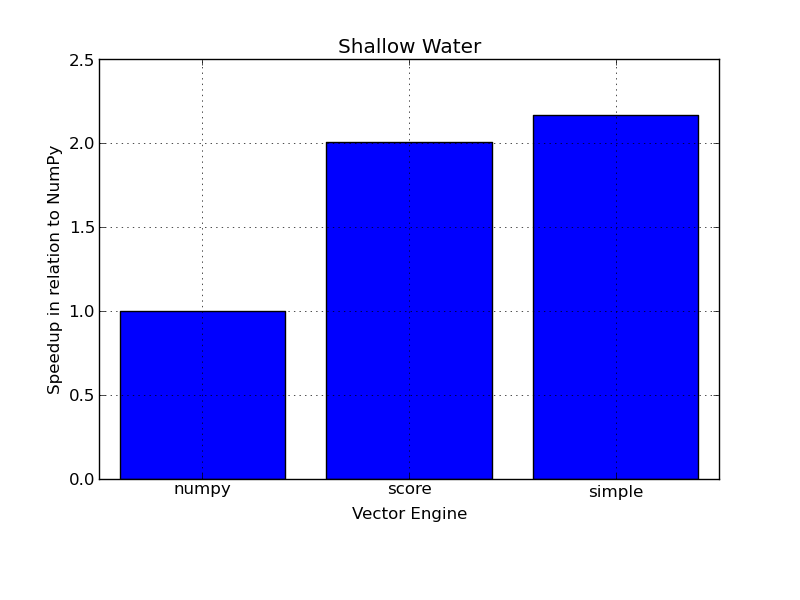 Shallow Water
Speedup in relation to NumPy
2.5
2.0
1.5
1.0
0.5
0.0
numpy score simple
Vector Engine